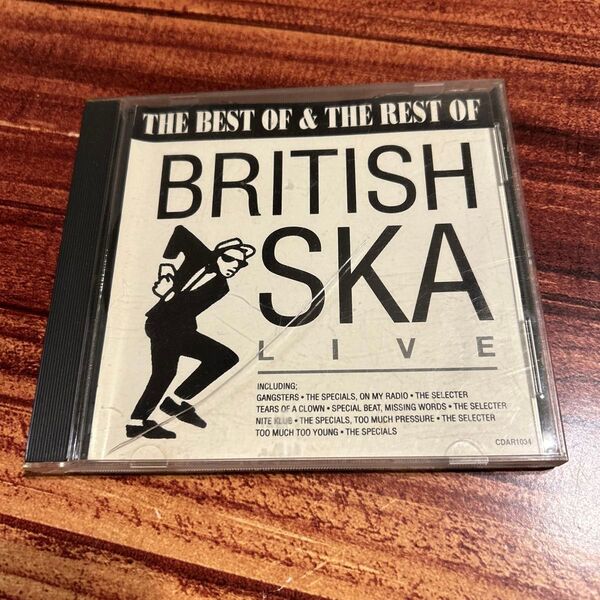 THE BEST OF & THE REST OF
BRITISH
SKA
LIVE
INCLUDING;
GANGSTERS • THE SPECIALS, ON MY RADIO • THE SELECTER
TEARS OF A CLOWN • SPECIAL BEAT, MISSING WORDS • THE SELECTER
NITE KLUB • THE SPECIALS, TOO MUCH PRESSURE • THE SELECTER
TOO MUCH TOO YOUNG • THE SPECIALS
CDAR1034